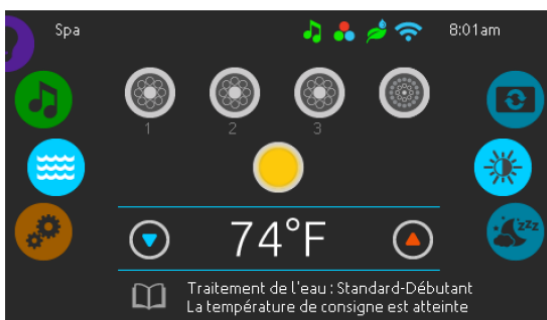 Spa
8:01am
1
2
3
74°F
Traitement de l'eau : Standard-Débutant
La température de consigne est atteinte